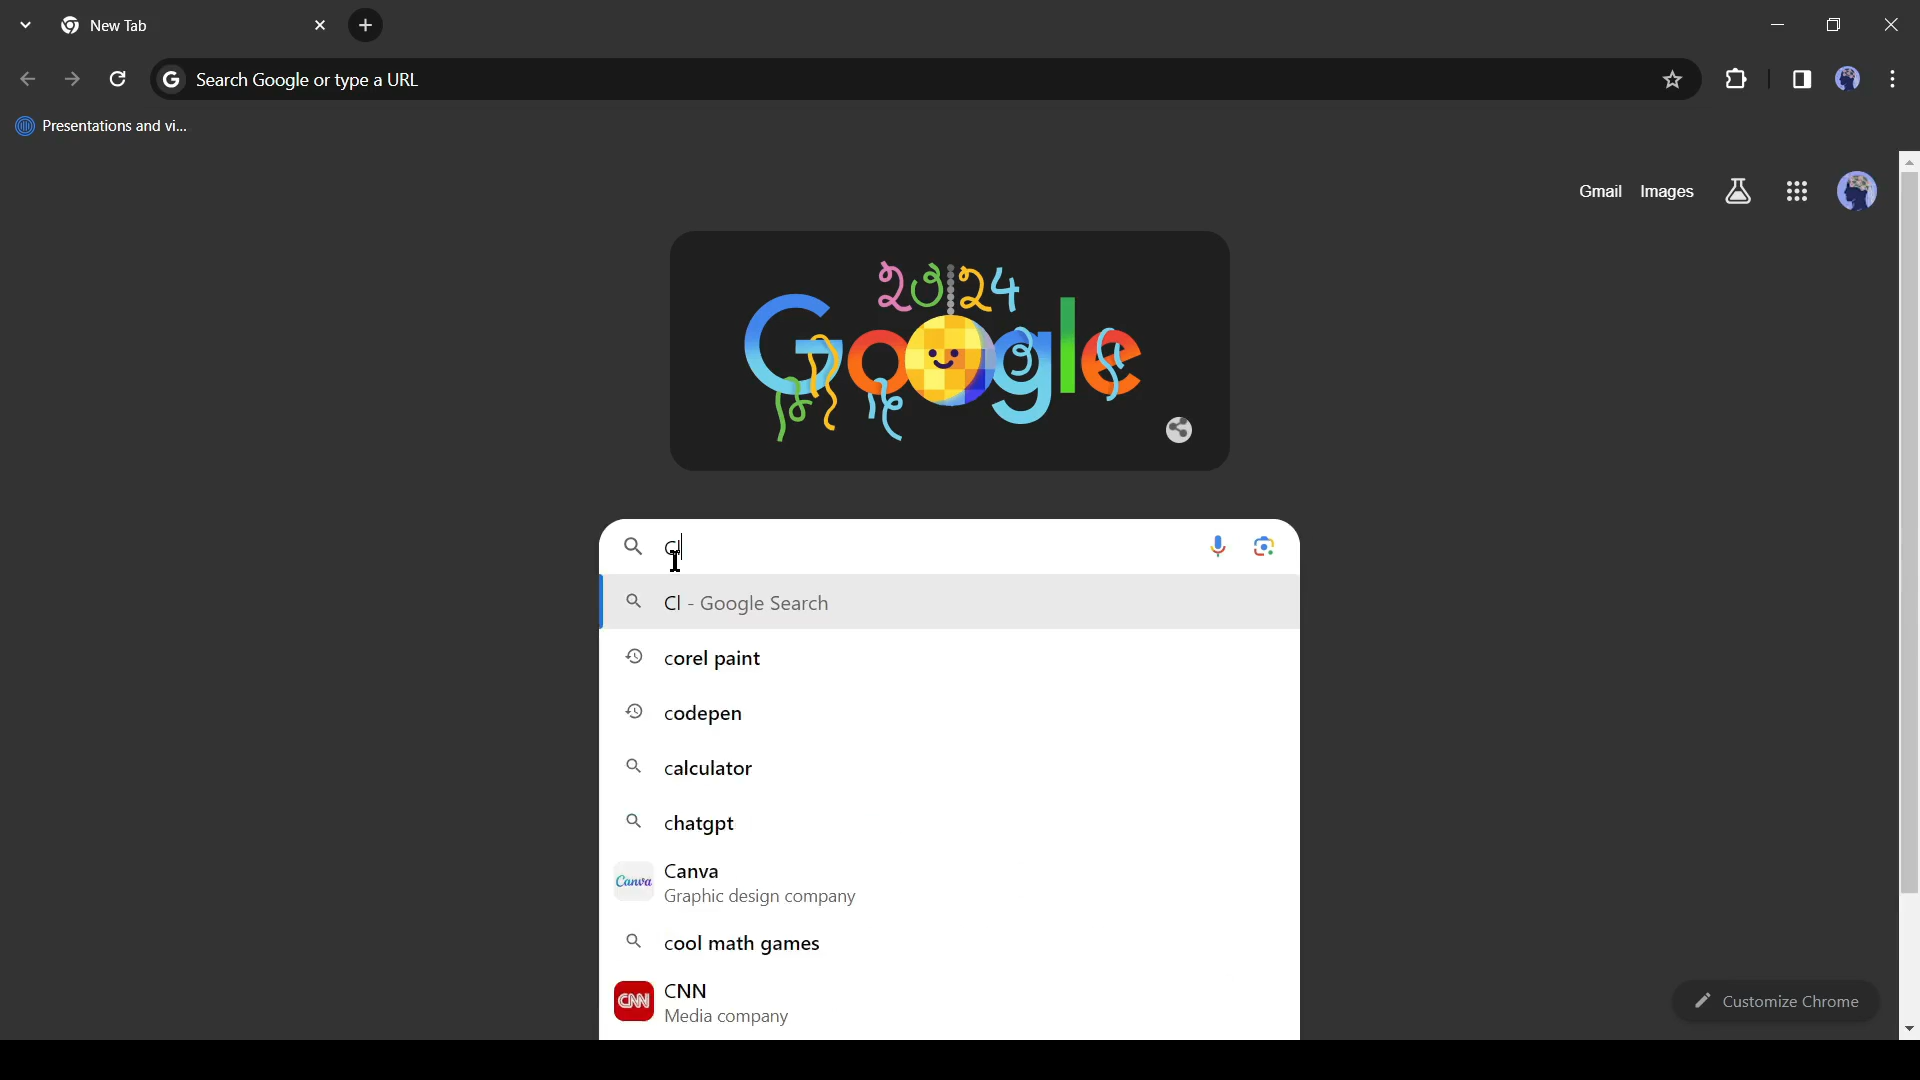 New Tab
Search Google or type a URL
Presentations and vi...
Gmail Images
2024
Google
Cl
Cl - Google Search
corel paint
codepen
calculator
chatgpt
Canva
Canva
Graphic design company
cool math games
CNN
CNN
Media company
Customize Chrome